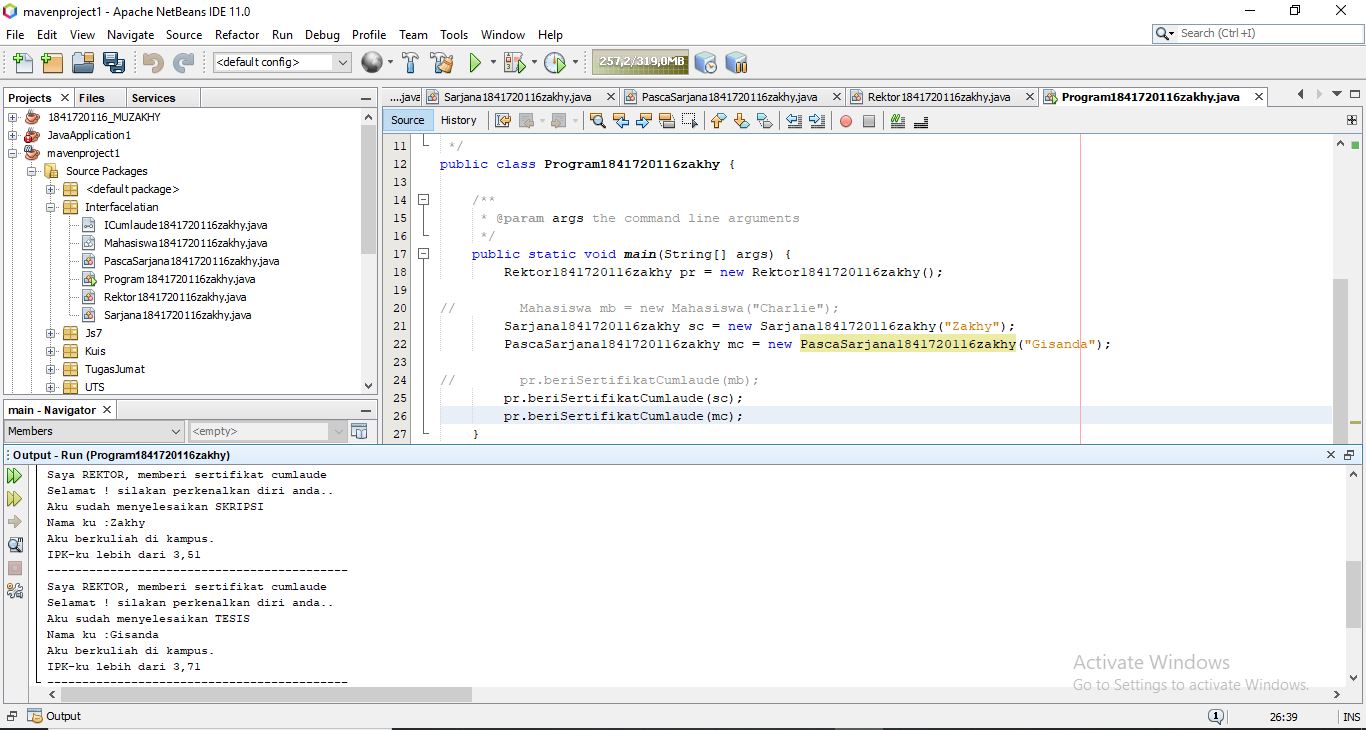 mavenproject1 - Apache NetBeans IDE 11.0
File Edit View Navigate Source Refactor Run Debug Profile Team Tools Window Help
Search (Ctrl+I)
<default config>
257,2/319,0MB
Projects Files Services
1841720116_MUZAKHY
JavaApplication1
mavenproject1
Source Packages
<default package>
Interfacelatian
ICumlaude1841720116zakhy.java
Mahasiswa1841720116zakhy.java
PascaSarjana1841720116zakhy.java
Program1841720116zakhy.java
Rektor1841720116zakhy.java
Sarjana1841720116zakhy.java
Js7
Kuis
TugasJumat
UTS
main - Navigator
Members
<empty>
....java Sarjana1841720116zakhy.java PascaSarjana1841720116zakhy.java Rektor1841720116zakhy.java Program1841720116zakhy.java
Source History
11 */
12 public class Program1841720116zakhy {
13
14 /**
15 * @param args the command line arguments
16 */
17 public static void main(String[] args) {
18 Rektor1841720116zakhy pr = new Rektor1841720116zakhy();
19
20 // Mahasiswa mb = new Mahasiswa("Charlie");
21 Sarjana1841720116zakhy sc = new Sarjana1841720116zakhy("Zakhy");
22 PascaSarjana1841720116zakhy mc = new PascaSarjana1841720116zakhy("Gisanda");
23
24 // pr.beriSertifikatCumlaude(mb);
25 pr.beriSertifikatCumlaude(sc);
26 pr.beriSertifikatCumlaude(mc);
27 }
Output - Run (Program1841720116zakhy)
Saya REKTOR, memberi sertifikat cumlaude
Selamat ! silakan perkenalkan diri anda..
Aku sudah menyelesaikan SKRIPSI
Nama ku :Zakhy
Aku berkuliah di kampus.
IPK-ku lebih dari 3,51
-------------------------------------------
Saya REKTOR, memberi sertifikat cumlaude
Selamat ! silakan perkenalkan diri anda..
Aku sudah menyelesaikan TESIS
Nama ku :Gisanda
Aku berkuliah di kampus.
IPK-ku lebih dari 3,71
-------------------------------------------
Activate Windows
Go to Settings to activate Windows.
Output
1
26:39
INS